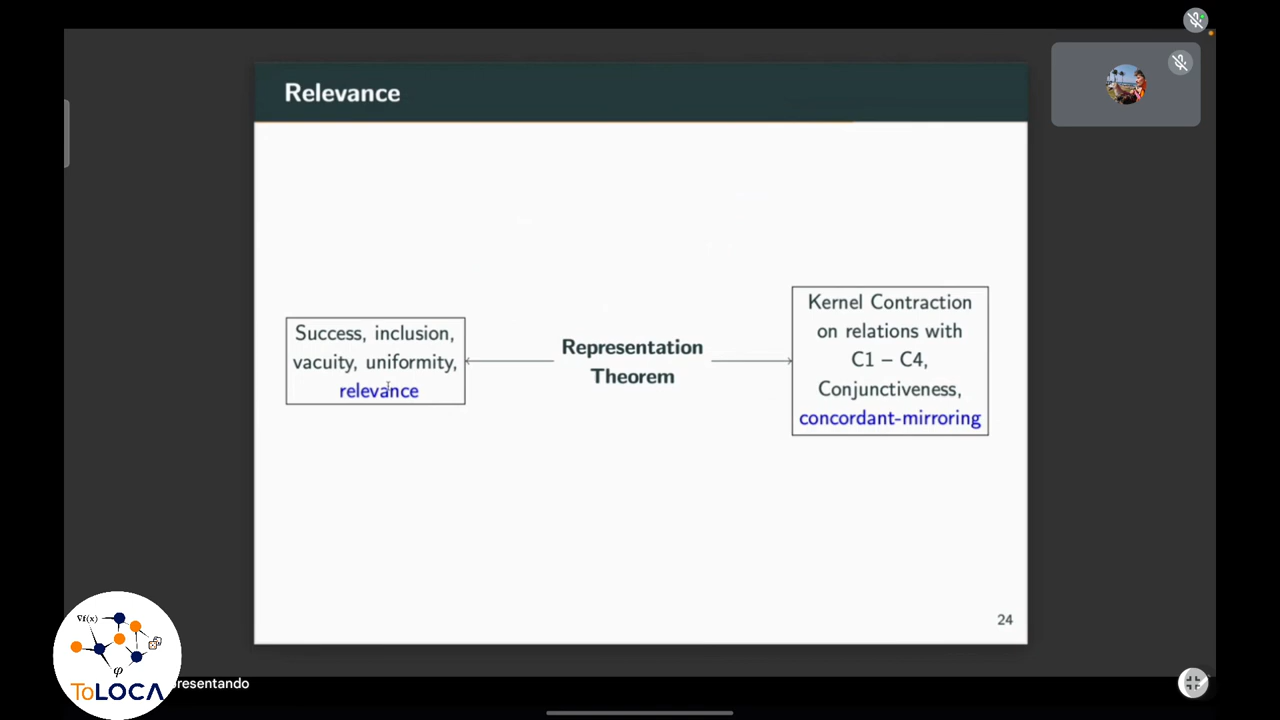 Relevance
Success, inclusion,
vacuity, uniformity,
relevance
Representation
Theorem
Kernel Contraction
on relations with
C1 – C4,
Conjunctiveness,
concordant-mirroring
24
∇f(x)
φ
ToLOCA
presentando